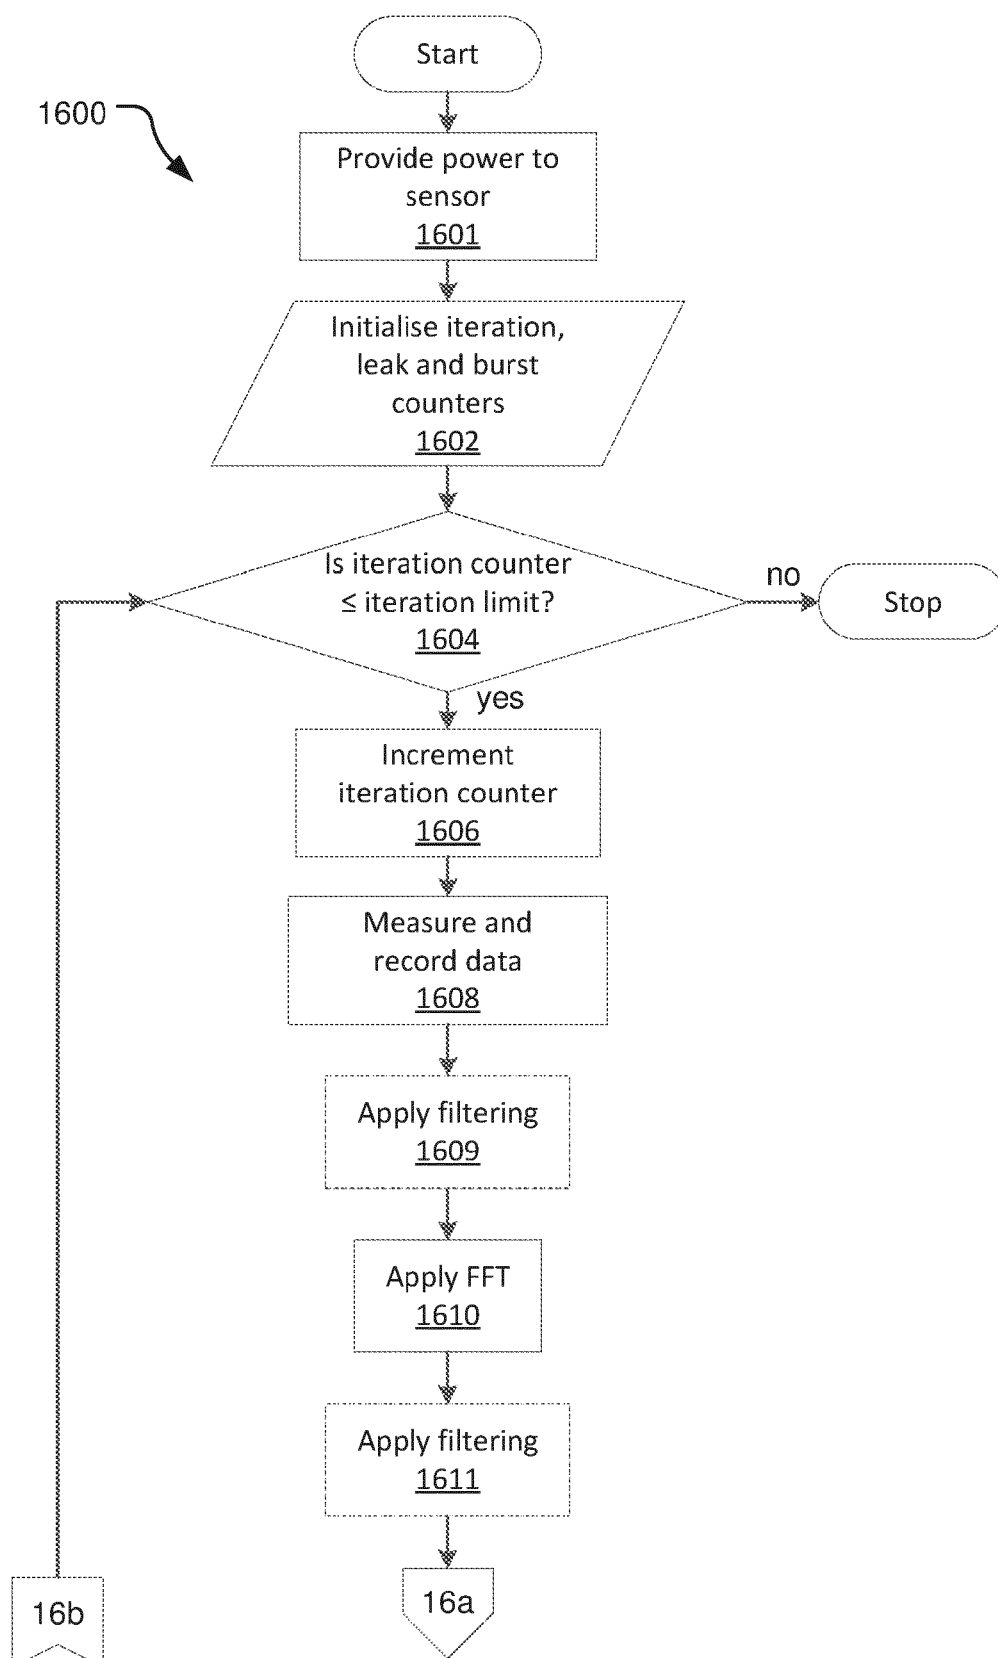 Start
1600
Provide power to
sensor
1601
Initialise iteration,
leak and burst
counters
1602
Is iteration counter
≤ iteration limit?
1604
no
Stop
yes
Increment
iteration counter
1606
Measure and
record data
1608
Apply filtering
1609
Apply FFT
1610
Apply filtering
1611
16b
16a